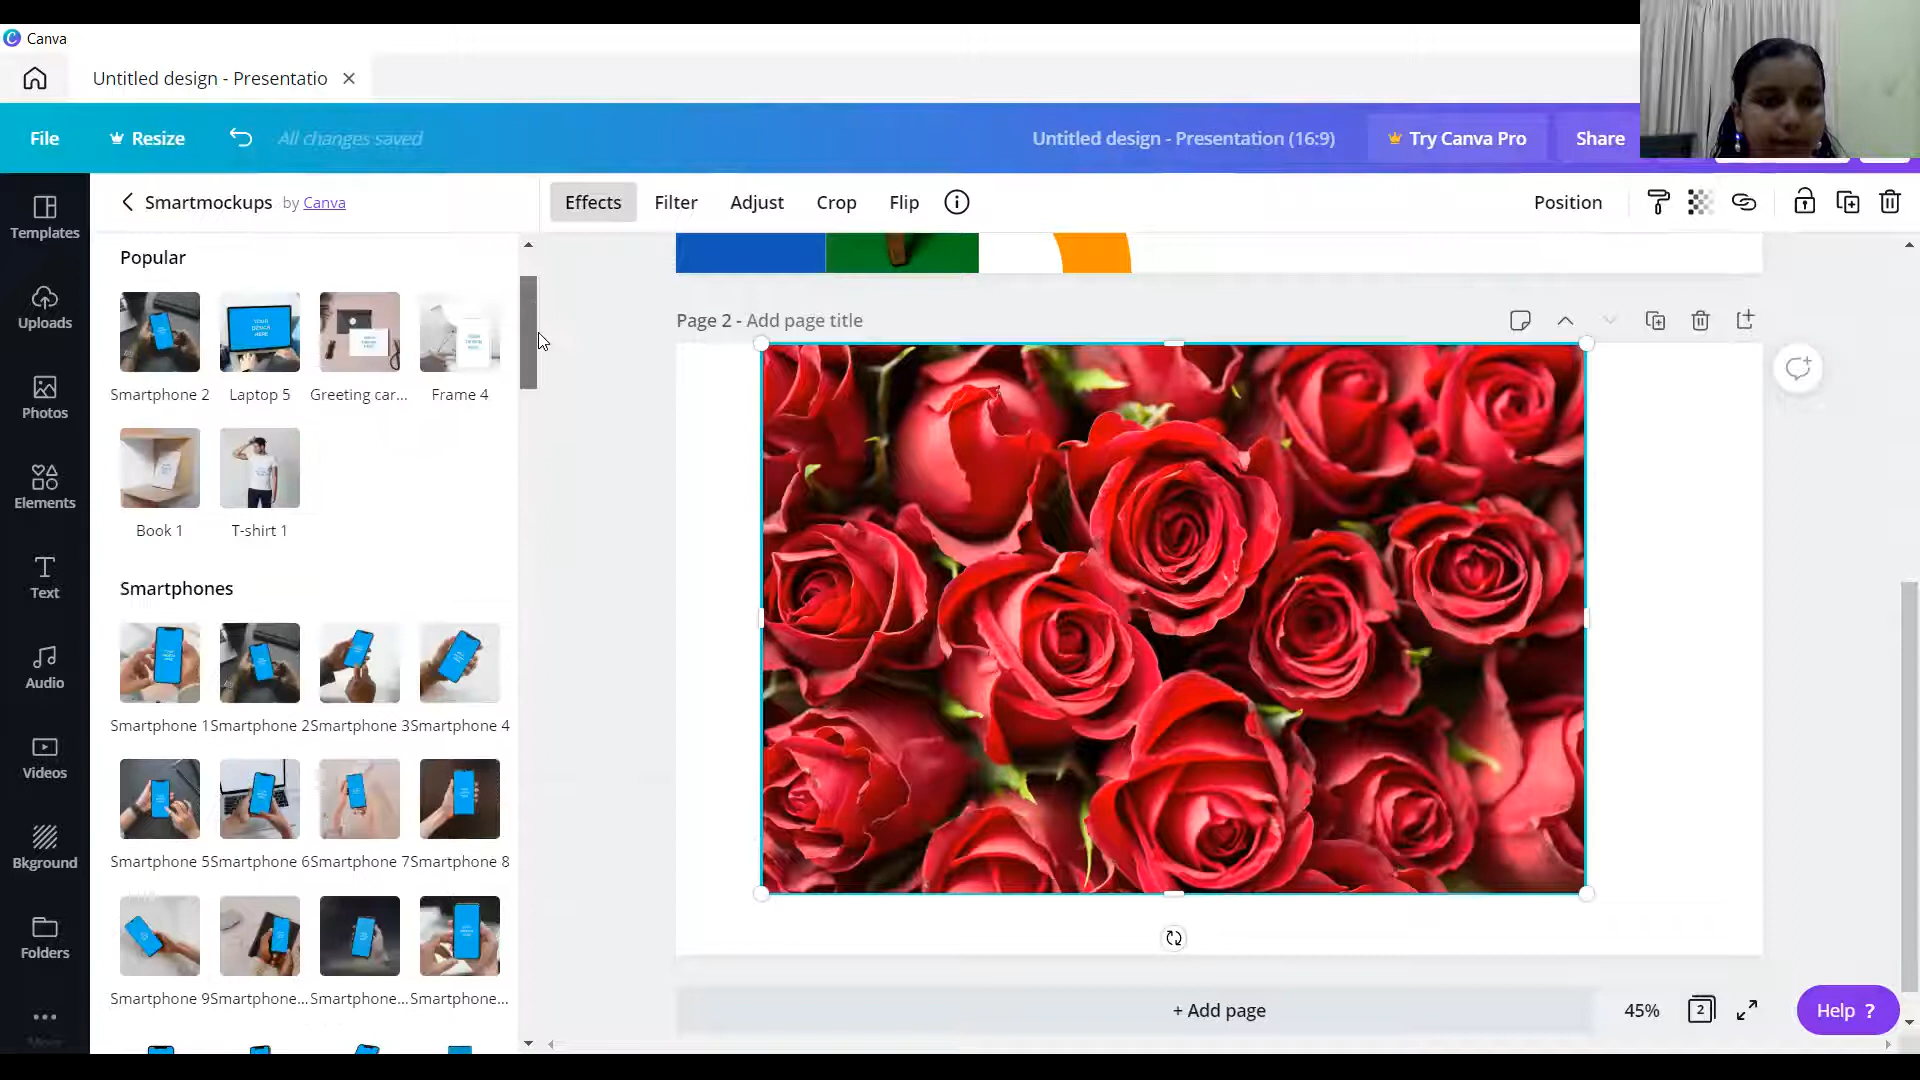 Canva
Untitled design - Presentatio
File
Resize
All changes saved
Untitled design - Presentation (16:9)
Try Canva Pro
Share
Smartmockups by Canva
Effects
Filter
Adjust
Crop
Flip
Position
Templates
Uploads
Photos
Elements
Text
Audio
Videos
Bkground
Folders
Popular
Smartphone 2
Laptop 5
Greeting car...
Frame 4
Book 1
T-shirt 1
Smartphones
Smartphone 1
Smartphone 2
Smartphone 3
Smartphone 4
Smartphone 5
Smartphone 6
Smartphone 7
Smartphone 8
Smartphone 9
Smartphone...
Smartphone...
Smartphone...
YOUR DESIGN HERE
Page 2 - Add page title
+ Add page
45%
2
Help ?